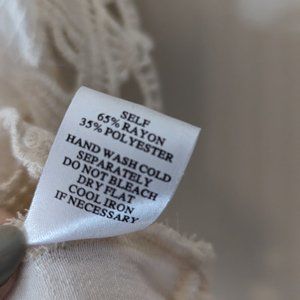 SELF
65% RAYON
35% POLYESTER
HAND WASH COLD
SEPARATELY
DO NOT BLEACH
DRY FLAT
COOL IRON
IF NECESSARY